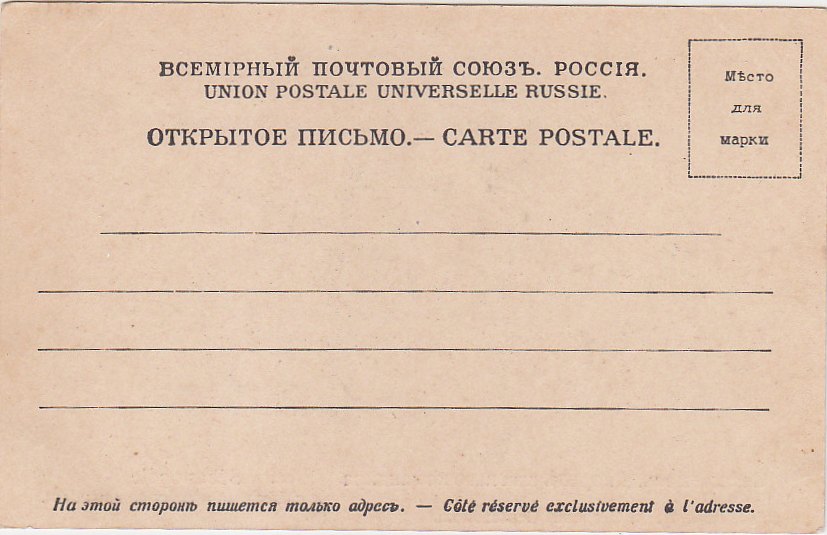 ВСЕМІРНЫЙ ПОЧТОВЫЙ СОЮЗЪ. РОССІЯ.
UNION POSTALE UNIVERSELLE RUSSIE.
ОТКРЫТОЕ ПИСЬМО.— CARTE POSTALE.
Мѣсто
для
марки
На этой сторонѣ пишется только адресъ. — Côté réservé exclusivement à l'adresse.